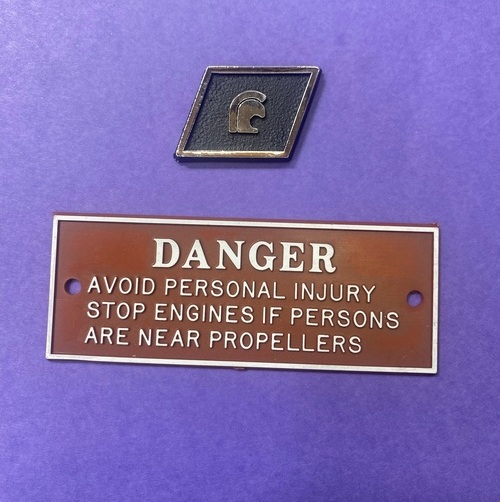 DANGER
AVOID PERSONAL INJURY
STOP ENGINES IF PERSONS
ARE NEAR PROPELLERS